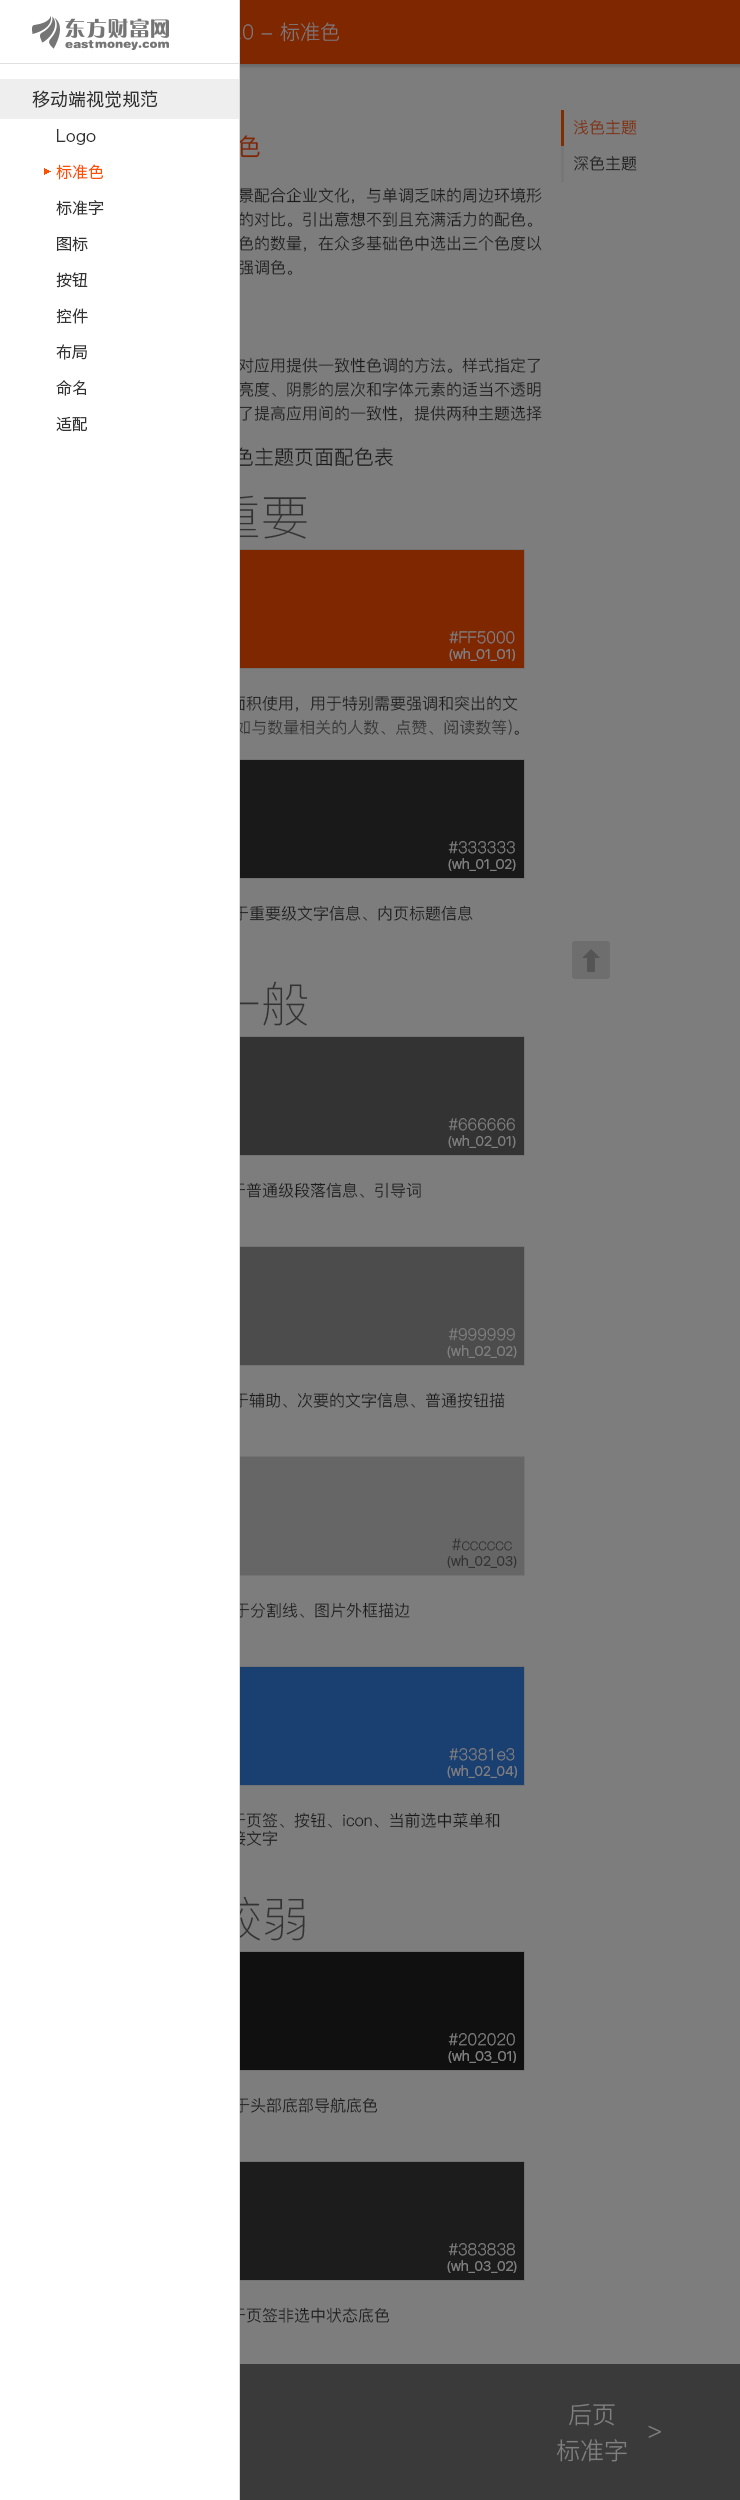 东方财富网
eastmoney.com
移动端视觉规范
Logo
标准色
标准字
图标
按钮
控件
布局
命名
适配
.0 – 标准色
浅色主题
深色主题
色
景配合企业文化，与单调乏味的周边环境形
的对比。引出意想不到且充满活力的配色。
色的数量，在众多基础色中选出三个色度以
强调色。
对应用提供一致性色调的方法。样式指定了
亮度、阴影的层次和字体元素的适当不透明
了提高应用间的一致性，提供两种主题选择
色主题页面配色表
重要
#FF5000
(wh_01_01)
面积使用，用于特别需要强调和突出的文
如与数量相关的人数、点赞、阅读数等)。
#333333
(wh_01_02)
于重要级文字信息、内页标题信息
一般
#666666
(wh_02_01)
于普通级段落信息、引导词
#999999
(wh_02_02)
于辅助、次要的文字信息、普通按钮描
#cccccc
(wh_02_03)
于分割线、图片外框描边
#3381e3
(wh_02_04)
于页签、按钮、icon、当前选中菜单和
接文字
较弱
#202020
(wh_03_01)
于头部底部导航底色
#383838
(wh_03_02)
于页签非选中状态底色
后页
标准字
>